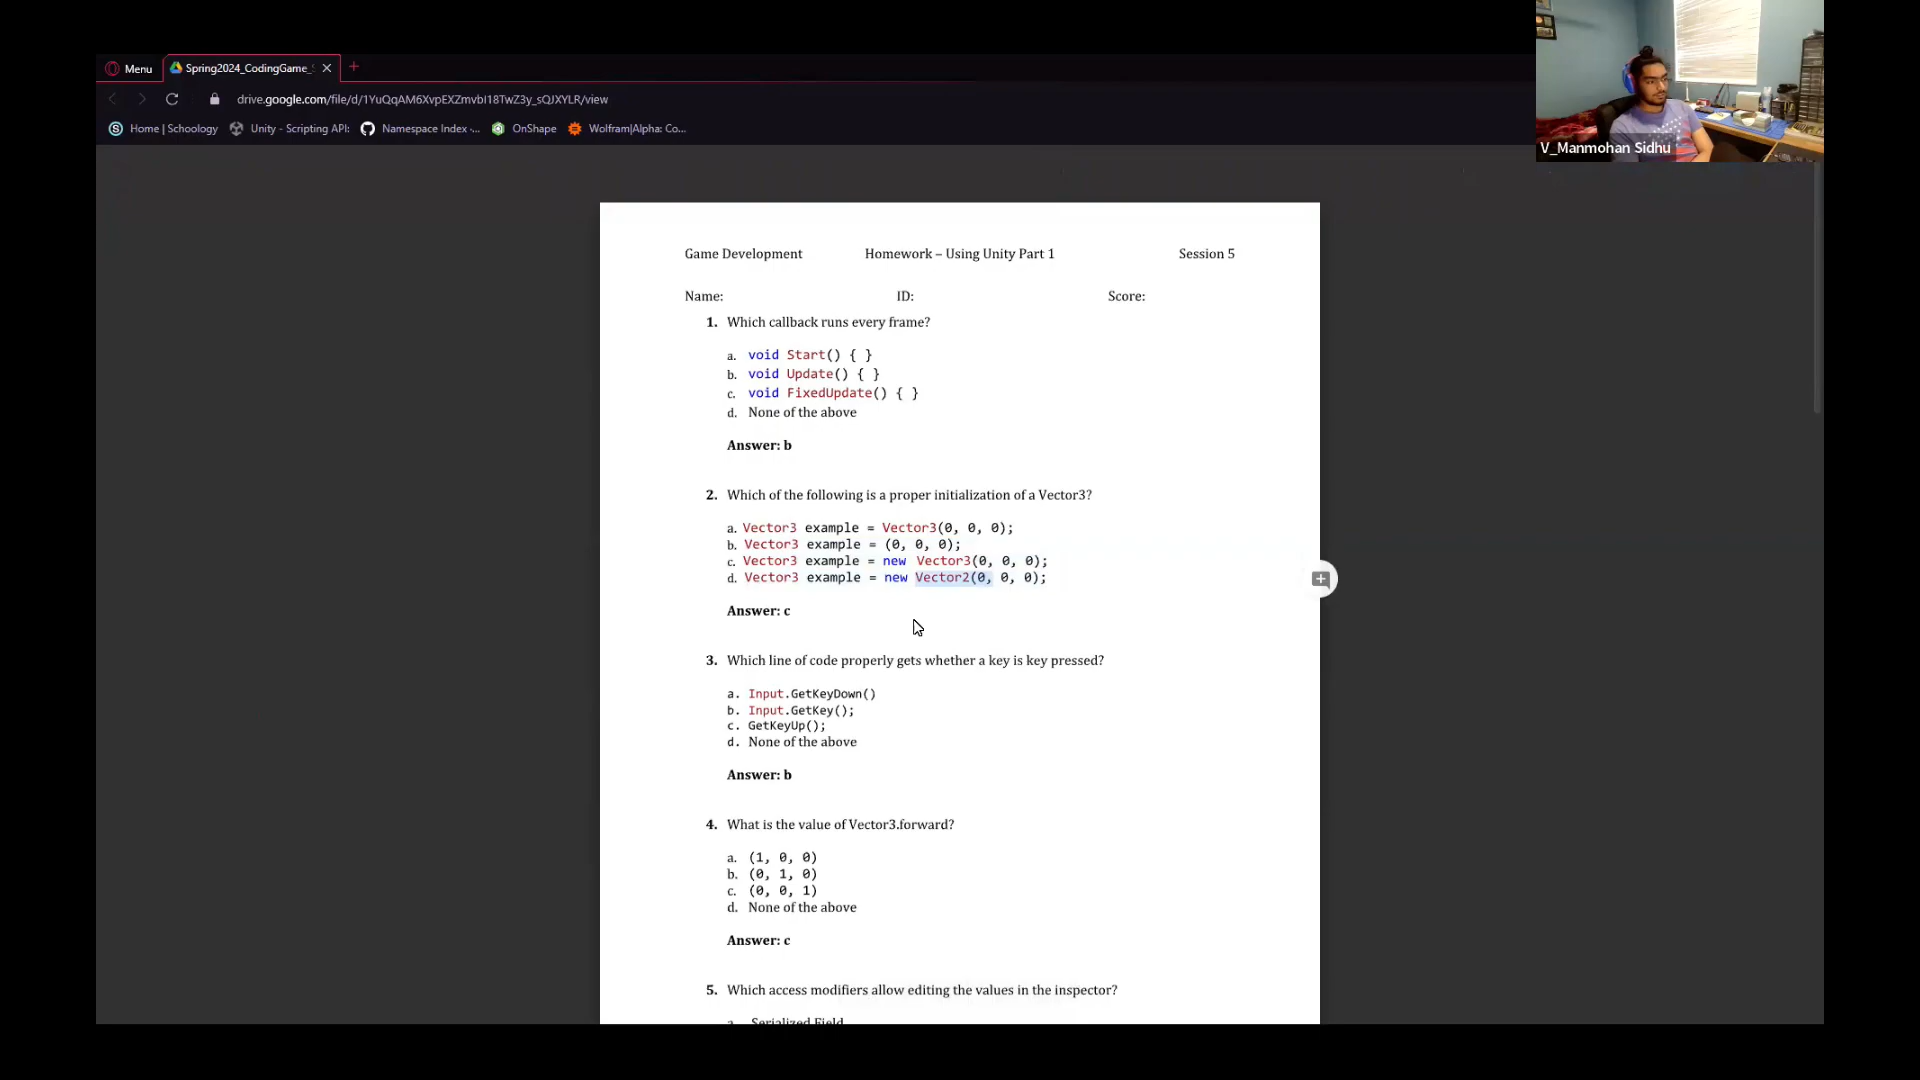 Menu
Spring2024_CodingGame_S
drive.google.com/file/d/1YuQqAM6XvpEXZmvbI18TwZ3y_sQJXYLR/view
Home | Schoology
Unity - Scripting API:
Namespace Index -...
OnShape
Wolfram|Alpha: Co...
V_Manmohan Sidhu
Game Development Homework – Using Unity Part 1 Session 5
Name: ID: Score:
1. Which callback runs every frame?
a. void Start() { }
b. void Update() { }
c. void FixedUpdate() { }
d. None of the above
Answer: b
2. Which of the following is a proper initialization of a Vector3?
a. Vector3 example = Vector3(0, 0, 0);
b. Vector3 example = (0, 0, 0);
c. Vector3 example = new Vector3(0, 0, 0);
d. Vector3 example = new Vector2(0, 0, 0);
Answer: c
3. Which line of code properly gets whether a key is key pressed?
a. Input.GetKeyDown()
b. Input.GetKey();
c. GetKeyUp();
d. None of the above
Answer: b
4. What is the value of Vector3.forward?
a. (1, 0, 0)
b. (0, 1, 0)
c. (0, 0, 1)
d. None of the above
Answer: c
5. Which access modifiers allow editing the values in the inspector?
a. Serialized Field